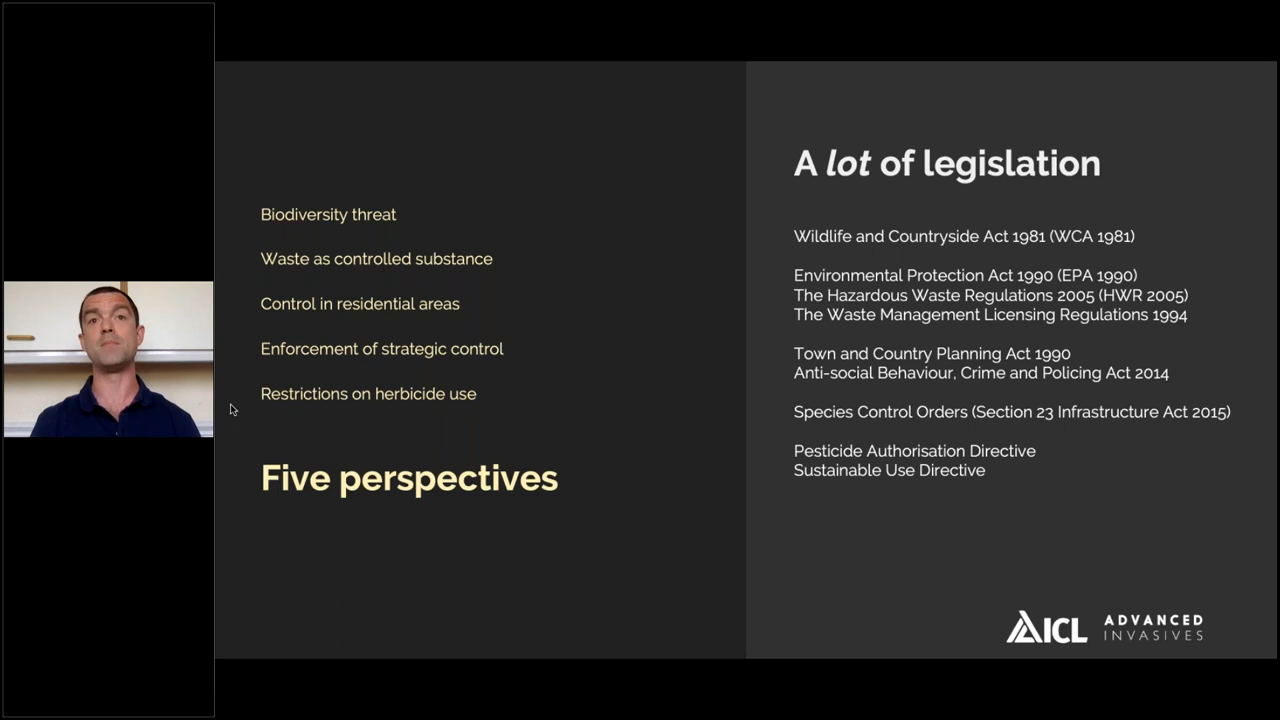 Biodiversity threat
Waste as controlled substance
Control in residential areas
Enforcement of strategic control
Restrictions on herbicide use
Five perspectives
A lot of legislation
Wildlife and Countryside Act 1981 (WCA 1981)
Environmental Protection Act 1990 (EPA 1990)
The Hazardous Waste Regulations 2005 (HWR 2005)
The Waste Management Licensing Regulations 1994
Town and Country Planning Act 1990
Anti-social Behaviour, Crime and Policing Act 2014
Species Control Orders (Section 23 Infrastructure Act 2015)
Pesticide Authorisation Directive
Sustainable Use Directive
AICL ADVANCED
INVASIVES